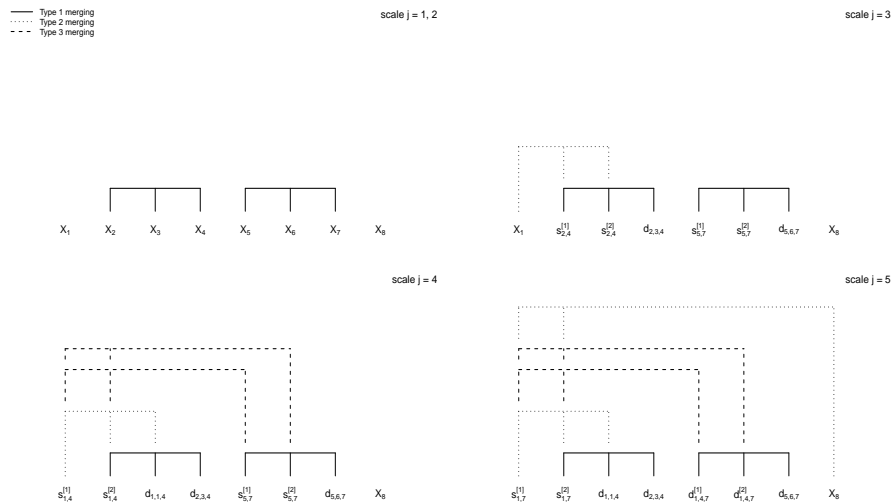 Type 1 merging
Type 2 merging
Type 3 merging
scale j = 1, 2
X₁ X₂ X₃ X₄ X₅ X₆ X₇ X₈
scale j = 3
X₁ s[1]2,4 s[2]2,4 d2,3,4 s[1]5,7 s[2]5,7 d5,6,7 X₈
scale j = 4
s[1]1,4 s[2]1,4 d1,1,4 d2,3,4 s[1]5,7 s[2]5,7 d5,6,7 X₈
scale j = 5
s[1]1,7 s[2]1,7 d1,1,4 d2,3,4 d[1]1,4,7 d[2]1,4,7 d5,6,7 X₈